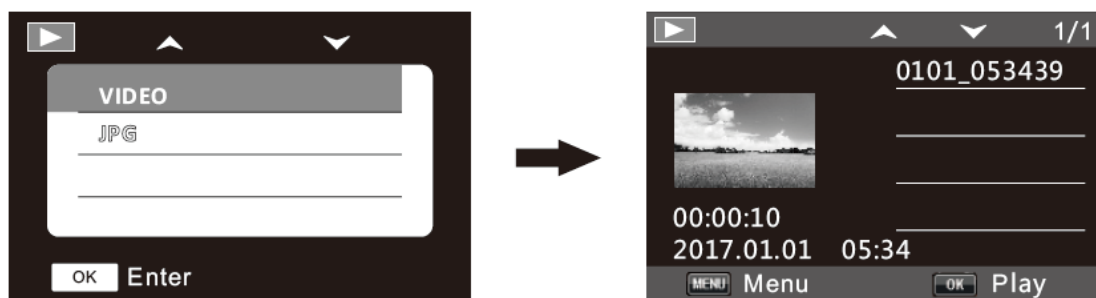 VIDEO
JPG
OK Enter
1/1
0101_053439
00:00:10
2017.01.01 05:34
MENU Menu OK Play